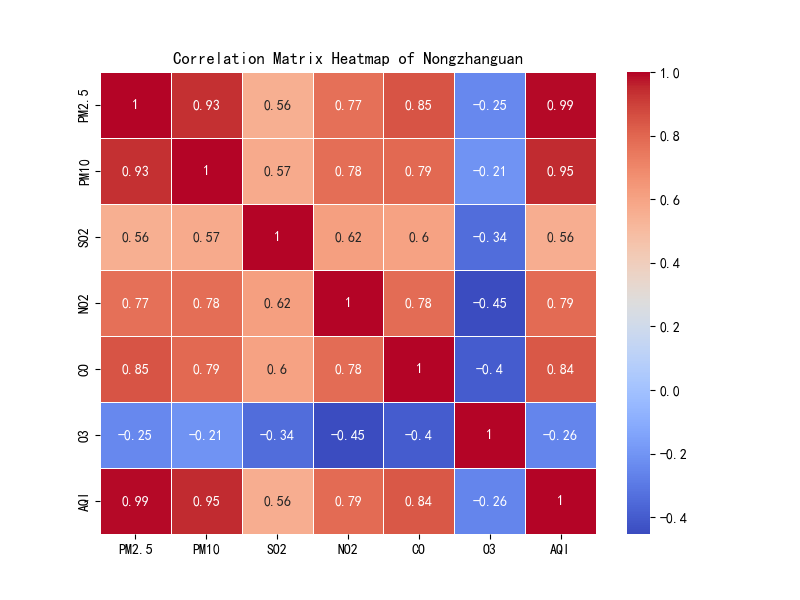 Correlation Matrix Heatmap of Nongzhanguan
PM2.5 1 0.93 0.56 0.77 0.85 -0.25 0.99
PM10 0.93 1 0.57 0.78 0.79 -0.21 0.95
SO2 0.56 0.57 1 0.62 0.6 -0.34 0.56
NO2 0.77 0.78 0.62 1 0.78 -0.45 0.79
CO 0.85 0.79 0.6 0.78 1 -0.4 0.84
O3 -0.25 -0.21 -0.34 -0.45 -0.4 1 -0.26
AQI 0.99 0.95 0.56 0.79 0.84 -0.26 1
PM2.5 PM10 SO2 NO2 CO O3 AQI
1.0
0.8
0.6
0.4
0.2
0.0
-0.2
-0.4